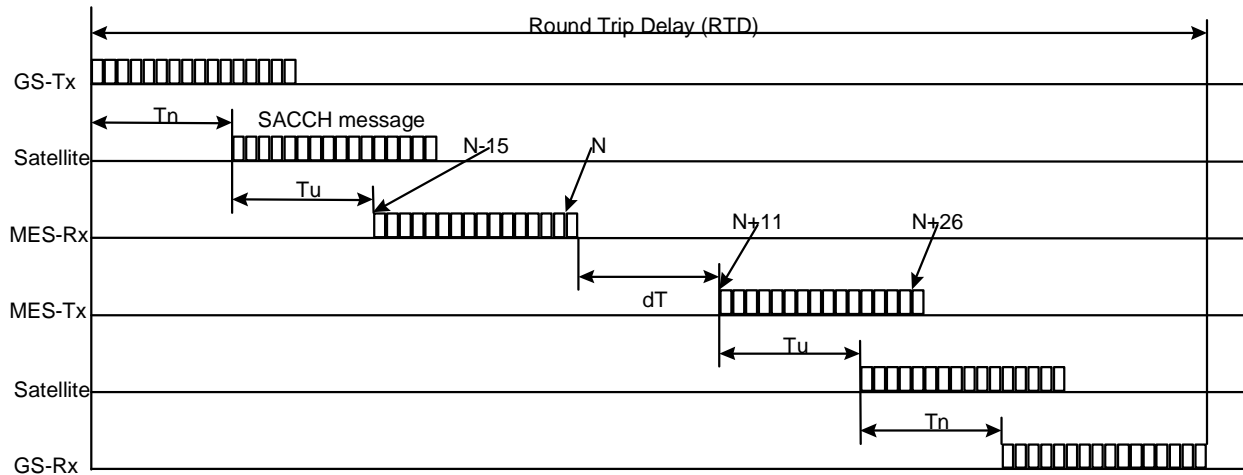 Round Trip Delay (RTD)
GS-Tx
Tn
SACCH message
Satellite
N-15
N
Tu
MES-Rx
N+11
N+26
dT
MES-Tx
Tu
Satellite
Tn
GS-Rx